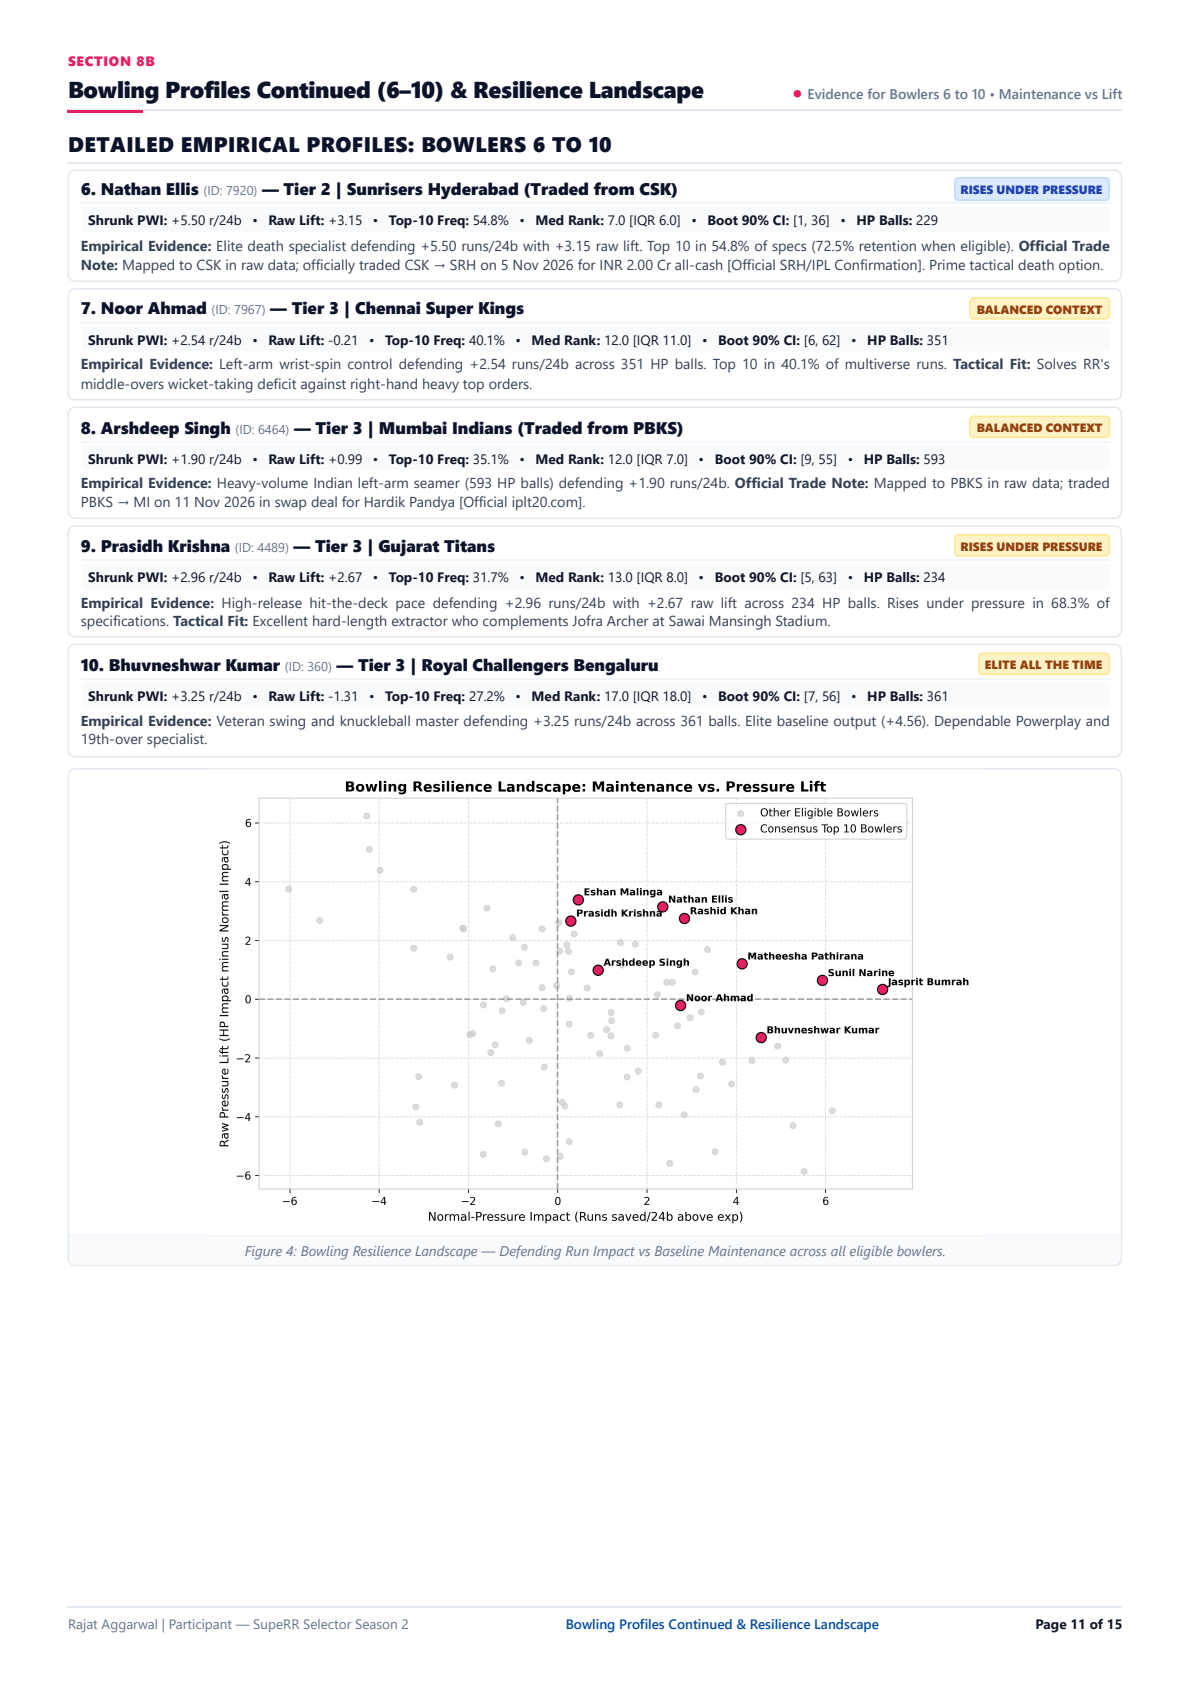 SECTION 8B
Bowling Profiles Continued (6–10) & Resilience Landscape
● Evidence for Bowlers 6 to 10 • Maintenance vs Lift
DETAILED EMPIRICAL PROFILES: BOWLERS 6 TO 10
6. Nathan Ellis (ID: 7920) — Tier 2 | Sunrisers Hyderabad (Traded from CSK)
RISES UNDER PRESSURE
Shrunk PWI: +5.50 r/24b • Raw Lift: +3.15 • Top-10 Freq: 54.8% • Med Rank: 7.0 [IQR 6.0] • Boot 90% CI: [1, 36] • HP Balls: 229
Empirical Evidence: Elite death specialist defending +5.50 runs/24b with +3.15 raw lift. Top 10 in 54.8% of specs (72.5% retention when eligible). Official Trade
Note: Mapped to CSK in raw data; officially traded CSK → SRH on 5 Nov 2026 for INR 2.00 Cr all-cash [Official SRH/IPL Confirmation]. Prime tactical death option.
7. Noor Ahmad (ID: 7967) — Tier 3 | Chennai Super Kings
BALANCED CONTEXT
Shrunk PWI: +2.54 r/24b • Raw Lift: -0.21 • Top-10 Freq: 40.1% • Med Rank: 12.0 [IQR 11.0] • Boot 90% CI: [6, 62] • HP Balls: 351
Empirical Evidence: Left-arm wrist-spin control defending +2.54 runs/24b across 351 HP balls. Top 10 in 40.1% of multiverse runs. Tactical Fit: Solves RR's
middle-overs wicket-taking deficit against right-hand heavy top orders.
8. Arshdeep Singh (ID: 6464) — Tier 3 | Mumbai Indians (Traded from PBKS)
BALANCED CONTEXT
Shrunk PWI: +1.90 r/24b • Raw Lift: +0.99 • Top-10 Freq: 35.1% • Med Rank: 12.0 [IQR 7.0] • Boot 90% CI: [9, 55] • HP Balls: 593
Empirical Evidence: Heavy-volume Indian left-arm seamer (593 HP balls) defending +1.90 runs/24b. Official Trade Note: Mapped to PBKS in raw data; traded
PBKS → MI on 11 Nov 2026 in swap deal for Hardik Pandya [Official iplt20.com].
9. Prasidh Krishna (ID: 4489) — Tier 3 | Gujarat Titans
RISES UNDER PRESSURE
Shrunk PWI: +2.96 r/24b • Raw Lift: +2.67 • Top-10 Freq: 31.7% • Med Rank: 13.0 [IQR 8.0] • Boot 90% CI: [5, 63] • HP Balls: 234
Empirical Evidence: High-release hit-the-deck pace defending +2.96 runs/24b with +2.67 raw lift across 234 HP balls. Rises under pressure in 68.3% of
specifications. Tactical Fit: Excellent hard-length extractor who complements Jofra Archer at Sawai Mansingh Stadium.
10. Bhuvneshwar Kumar (ID: 360) — Tier 3 | Royal Challengers Bengaluru
ELITE ALL THE TIME
Shrunk PWI: +3.25 r/24b • Raw Lift: -1.31 • Top-10 Freq: 27.2% • Med Rank: 17.0 [IQR 18.0] • Boot 90% CI: [7, 56] • HP Balls: 361
Empirical Evidence: Veteran swing and knuckleball master defending +3.25 runs/24b across 361 balls. Elite baseline output (+4.56). Dependable Powerplay and
19th-over specialist.
Bowling Resilience Landscape: Maintenance vs. Pressure Lift
Other Eligible Bowlers
Consensus Top 10 Bowlers
Raw Pressure Lift (HP Impact minus Normal Impact)
6
4
2
0
−2
−4
−6
Eshan Malinga
Nathan Ellis
Prasidh Krishna
Rashid Khan
Matheesha Pathirana
Arshdeep Singh
Sunil Narine
Jasprit Bumrah
Noor Ahmad
Bhuvneshwar Kumar
−6 −4 −2 0 2 4 6
Normal-Pressure Impact (Runs saved/24b above exp)
Figure 4: Bowling Resilience Landscape — Defending Run Impact vs Baseline Maintenance across all eligible bowlers.
Rajat Aggarwal | Participant — SupeRR Selector Season 2
Bowling Profiles Continued & Resilience Landscape
Page 11 of 15